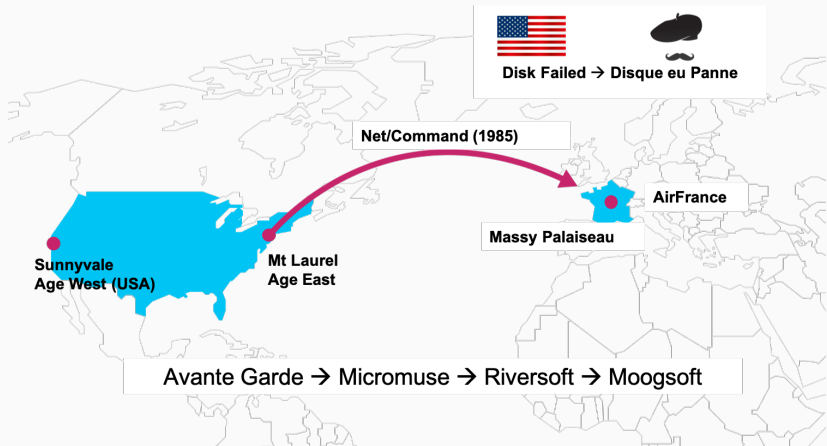 Disk Failed → Disque eu Panne
Net/Command (1985)
AirFrance
Massy Palaiseau
Sunnyvale
Age West (USA)
Mt Laurel
Age East
Avante Garde → Micromuse → Riversoft → Moogsoft